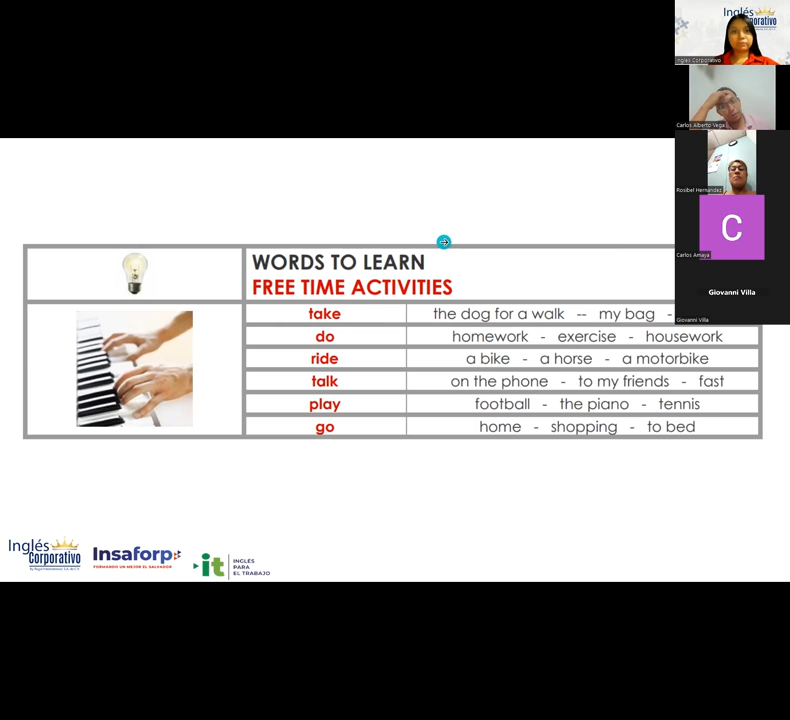 Inglés
Corporativo
Inglés Corporativo
Carlos Alberto Vega
Rosibel Hernandez
C
Carlos Amaya
Giovanni Villa
Giovanni Villa
WORDS TO LEARN
FREE TIME ACTIVITIES
take the dog for a walk -- my bag -
do homework - exercise - housework
ride a bike - a horse - a motorbike
talk on the phone - to my friends - fast
play football - the piano - tennis
go home - shopping - to bed
Inglés
Corporativo
Insaforp
FORMANDO UN MEJOR EL SALVADOR
it
INGLÉS
PARA
EL TRABAJO